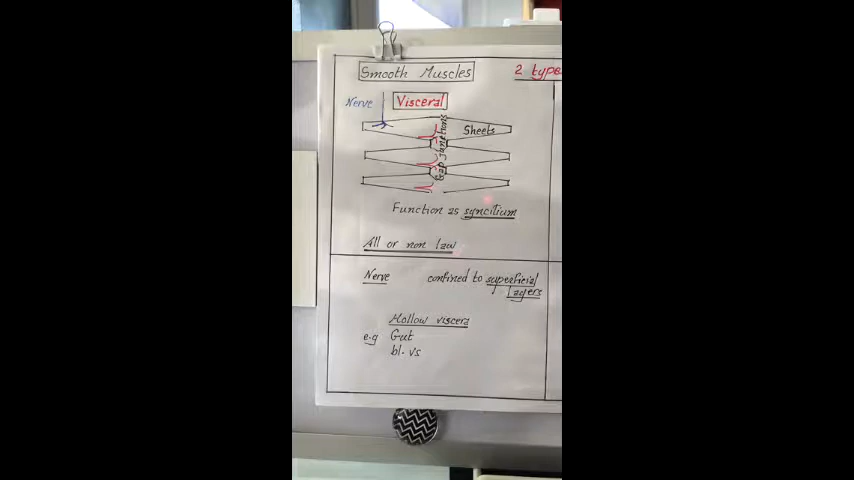 Smooth Muscles
2 type
Nerve
Visceral
Sheets
Gap junctions
Function as syncitium
All or non law
Nerve confined to superficial
layers
Hollow viscera
e.g Gut
bl. vs